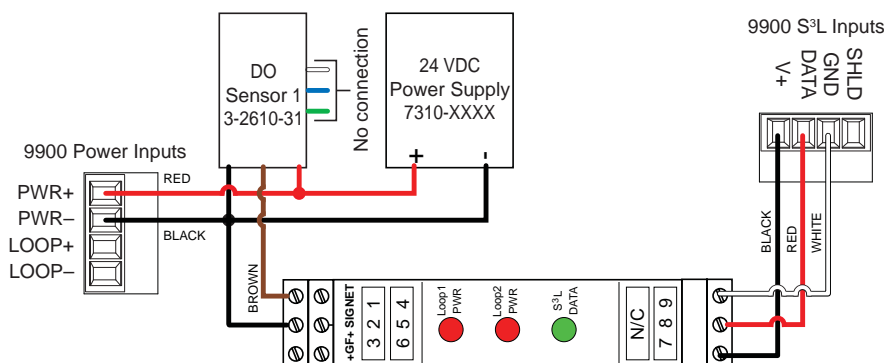 9900 S³L Inputs
V+
DATA
GND
SHLD
DO
Sensor 1
3-2610-31
No connection
24 VDC
Power Supply
7310-XXXX
+
-
9900 Power Inputs
PWR+
PWR–
LOOP+
LOOP–
RED
BLACK
BROWN
BLACK
RED
WHITE
+GF+ SIGNET
3 2 1
6 5 4
Loop1
PWR
Loop2
PWR
S³L
DATA
N/C
7 8 9